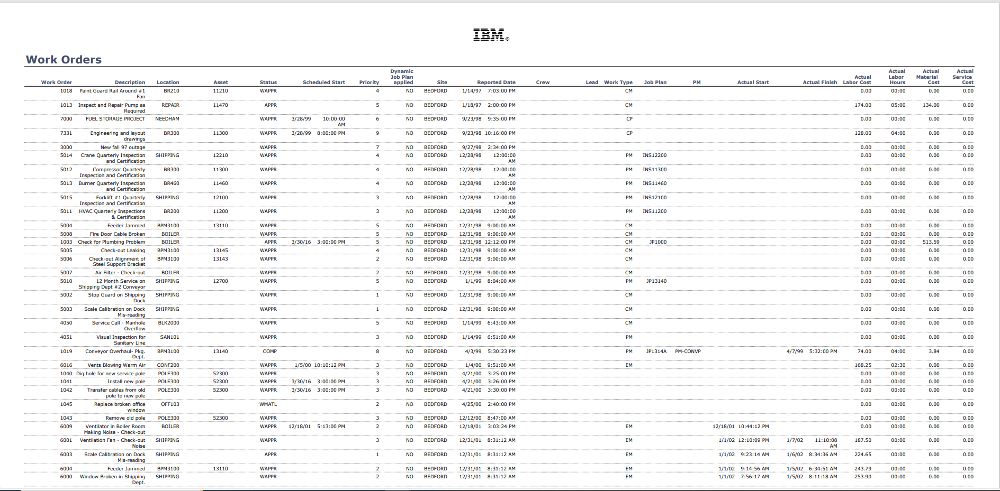 IBM®
Work Orders
Work Order Description Location Asset Status Scheduled Start Priority Dynamic Job Plan applied Site Reported Date Crew Lead Work Type Job Plan PM Actual Start Actual Finish Actual Labor Cost Actual Labor Hours Actual Material Cost Actual Service Cost
1018 Paint Guard Rail Around #1 BR210 11210 WAPPR 4 NO BEDFORD 1/14/97 7:03:00 PM CM 0.00 00:00 0.00 0.00
Fan
1013 Inspect and Repair Pump as REPAIR 11470 APPR 5 NO BEDFORD 1/18/97 2:00:00 PM CM 174.00 05:00 134.00 0.00
Required
7000 FUEL STORAGE PROJECT NEEDHAM WAPPR 3/28/99 10:00:00 6 NO BEDFORD 9/23/98 9:35:00 PM CP 0.00 00:00 0.00 0.00
AM
7331 Engineering and layout BR300 11300 WAPPR 3/28/99 8:00:00 PM 9 NO BEDFORD 9/23/98 10:16:00 PM CP 128.00 04:00 0.00 0.00
drawings
3000 New fall 97 outage WAPPR 7 NO BEDFORD 9/27/98 2:34:00 PM 0.00 00:00 0.00 0.00
5014 Crane Quarterly Inspection SHIPPING 12210 WAPPR 4 NO BEDFORD 12/28/98 12:00:00 PM INS12200 0.00 00:00 0.00 0.00
and Certification AM
5012 Compressor Quarterly BR300 11300 WAPPR 4 NO BEDFORD 12/28/98 12:00:00 PM INS11300 0.00 00:00 0.00 0.00
Inspection and Certification AM
5013 Burner Quarterly Inspection BR460 11460 WAPPR 4 NO BEDFORD 12/28/98 12:00:00 PM INS11460 0.00 00:00 0.00 0.00
and Certification AM
5015 Forklift #1 Quarterly SHIPPING 12100 WAPPR 3 NO BEDFORD 12/28/98 12:00:00 PM INS12100 0.00 00:00 0.00 0.00
Inspection and Certification AM
5011 HVAC Quarterly Inspections BR200 11200 WAPPR 3 NO BEDFORD 12/28/98 12:00:00 PM INS11200 0.00 00:00 0.00 0.00
& Certification AM
5004 Feeder Jammed BPM3100 13110 WAPPR 5 NO BEDFORD 12/31/98 9:00:00 AM CM 0.00 00:00 0.00 0.00
5008 Fire Door Cable Broken BOILER WAPPR 5 NO BEDFORD 12/31/98 9:00:00 AM CM 0.00 00:00 0.00 0.00
1003 Check for Plumbing Problem BOILER APPR 3/30/16 3:00:00 PM 5 NO BEDFORD 12/31/98 12:12:00 PM CM JP1000 0.00 00:00 513.59 0.00
5005 Check-out Leaking BPM3100 13145 WAPPR 4 NO BEDFORD 12/31/98 9:00:00 AM CM 0.00 00:00 0.00 0.00
5006 Check-out Alignment of BPM3100 13143 WAPPR 2 NO BEDFORD 12/31/98 9:00:00 AM CM 0.00 00:00 0.00 0.00
Steel Support Bracket
5007 Air Filter - Check-out BOILER WAPPR 2 NO BEDFORD 12/31/98 9:00:00 AM CM 0.00 00:00 0.00 0.00
5010 12 Month Service on SHIPPING 12700 WAPPR 5 NO BEDFORD 1/1/99 8:04:00 AM PM JP13140 0.00 00:00 0.00 0.00
Shipping Dept #2 Conveyor
5002 Stop Guard on Shipping SHIPPING WAPPR 1 NO BEDFORD 12/31/98 9:00:00 AM CM 0.00 00:00 0.00 0.00
Dock
5003 Scale Calibration on Dock SHIPPING WAPPR 1 NO BEDFORD 12/31/98 9:00:00 AM CM 0.00 00:00 0.00 0.00
Mis-reading
4050 Service Call - Manhole BLK2000 WAPPR 5 NO BEDFORD 1/14/99 6:43:00 AM CM 0.00 00:00 0.00 0.00
Overflow
4051 Visual Inspection for SAN101 WAPPR 3 NO BEDFORD 1/14/99 6:51:00 AM PM 0.00 00:00 0.00 0.00
Sanitary Line
1019 Conveyor Overhaul- Pkg. BPM3100 13140 COMP 8 NO BEDFORD 4/3/99 5:30:23 PM PM JP1314A PM-CONVP 4/7/99 5:32:00 PM 74.00 04:00 3.84 0.00
Dept.
6016 Vents Blowing Warm Air CONF200 WAPPR 1/5/00 10:10:12 PM 3 NO BEDFORD 1/4/00 9:51:00 AM EM 168.25 02:30 0.00 0.00
1040 Dig hole for new service pole POLE300 52300 WAPPR 3 NO BEDFORD 4/21/00 3:25:00 PM 0.00 00:00 0.00 0.00
1041 Install new pole POLE300 52300 WAPPR 3/30/16 3:00:00 PM 3 NO BEDFORD 4/21/00 3:26:00 PM 0.00 00:00 0.00 0.00
1042 Transfer cables from old POLE300 52300 WAPPR 3/30/16 3:00:00 PM 3 NO BEDFORD 4/21/00 3:30:00 PM 0.00 00:00 0.00 0.00
pole to new pole
1045 Replace broken office OFF103 WMATL 2 NO BEDFORD 4/25/00 2:40:00 PM 0.00 00:00 0.00 0.00
window
1043 Remove old pole POLE300 52300 WAPPR 3 NO BEDFORD 12/12/00 8:47:00 AM 0.00 00:00 0.00 0.00
6009 Ventilator in Boiler Room BOILER WAPPR 12/18/01 5:13:00 PM 2 NO BEDFORD 12/18/01 3:03:24 PM EM 12/18/01 10:44:12 PM 0.00 00:00 0.00 0.00
Making Noise - Check-out
6001 Ventilation Fan - Check-out SHIPPING WAPPR 3 NO BEDFORD 12/31/01 8:31:12 AM EM 1/1/02 12:10:09 PM 1/7/02 11:10:08 187.50 00:00 0.00 0.00
Noise AM
6003 Scale Calibration on Dock SHIPPING APPR 1 NO BEDFORD 12/31/01 8:31:12 AM EM 1/1/02 9:23:14 AM 1/6/02 8:34:36 AM 224.65 00:00 0.00 0.00
Mis-reading
6004 Feeder Jammed BPM3100 13110 WAPPR 2 NO BEDFORD 12/31/01 8:31:12 AM EM 1/1/02 9:14:56 AM 1/5/02 6:34:51 AM 243.79 00:00 0.00 0.00
6000 Window Broken in Shipping SHIPPING WAPPR 2 NO BEDFORD 12/31/01 8:31:12 AM EM 1/1/02 7:56:17 AM 1/5/02 8:11:18 AM 253.90 00:00 0.00 0.00
Dept.